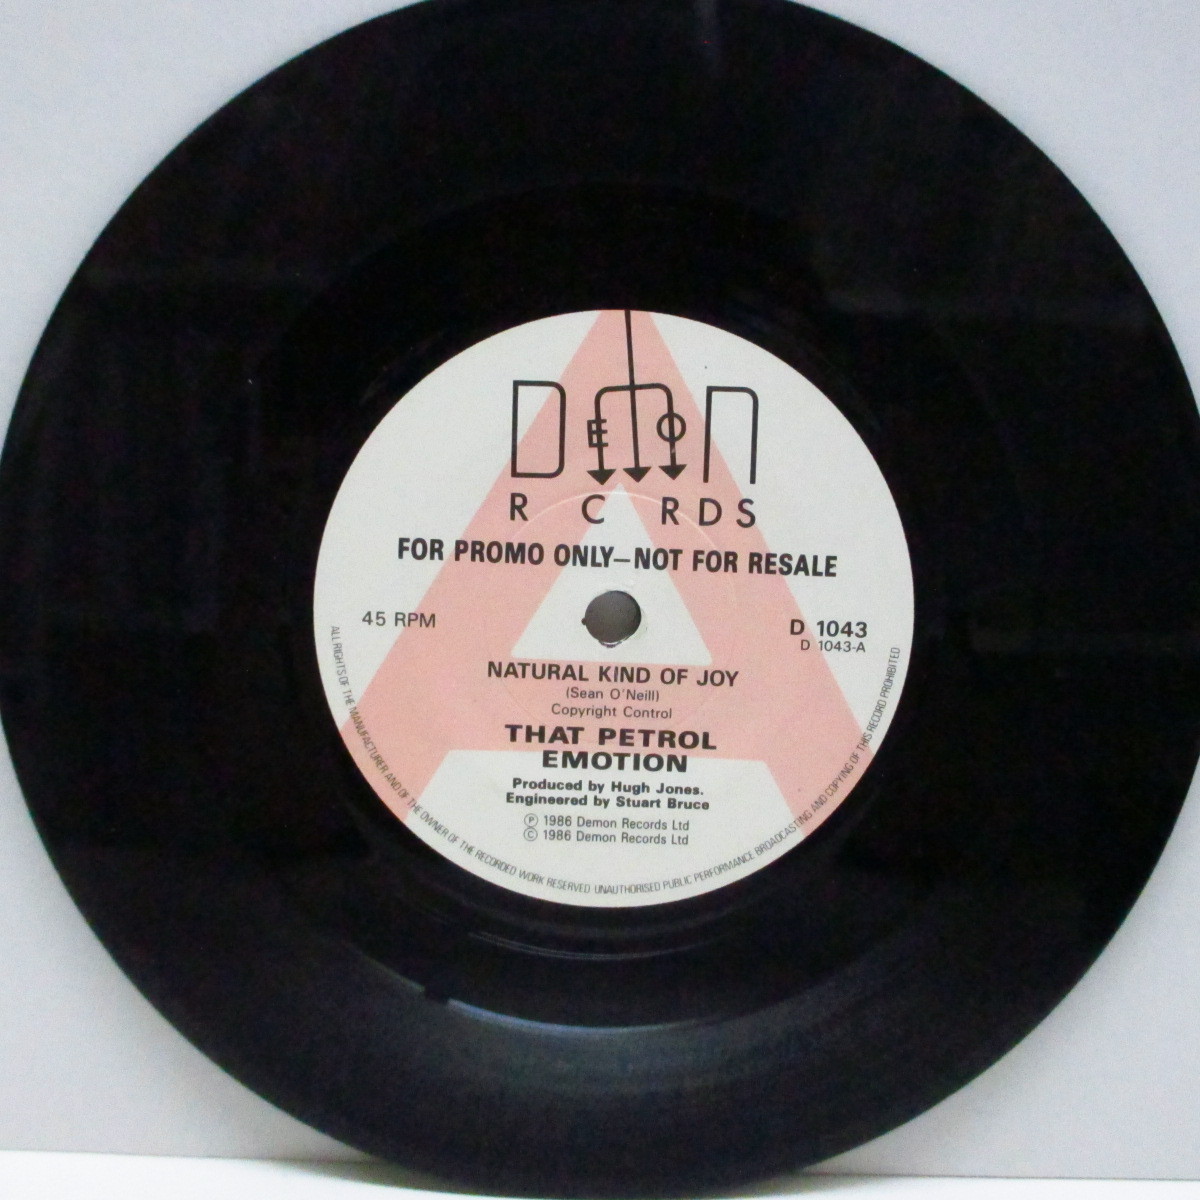 DEMON
RECORDS
FOR PROMO ONLY—NOT FOR RESALE
45 RPM
D 1043
D 1043-A
NATURAL KIND OF JOY
(Sean O'Neill)
Copyright Control
THAT PETROL
EMOTION
Produced by Hugh Jones.
Engineered by Stuart Bruce
Ⓟ 1986 Demon Records Ltd
© 1986 Demon Records Ltd
ALL RIGHTS OF THE MANUFACTURER AND OF THE OWNER OF THE RECORDED WORK RESERVED UNAUTHORISED PUBLIC PERFORMANCE BROADCASTING AND COPYING OF THIS RECORD PROHIBITED